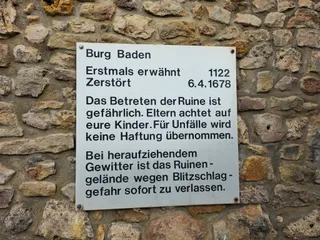 Burg Baden
Erstmals erwähnt 1122
Zerstört 6.4.1678
Das Betreten der Ruine ist
gefährlich. Eltern achtet auf
eure Kinder. Für Unfälle wird
keine Haftung übernommen.
Bei heraufziehendem
Gewitter ist das Ruinen-
gelände wegen Blitzschlag-
gefahr sofort zu verlassen.